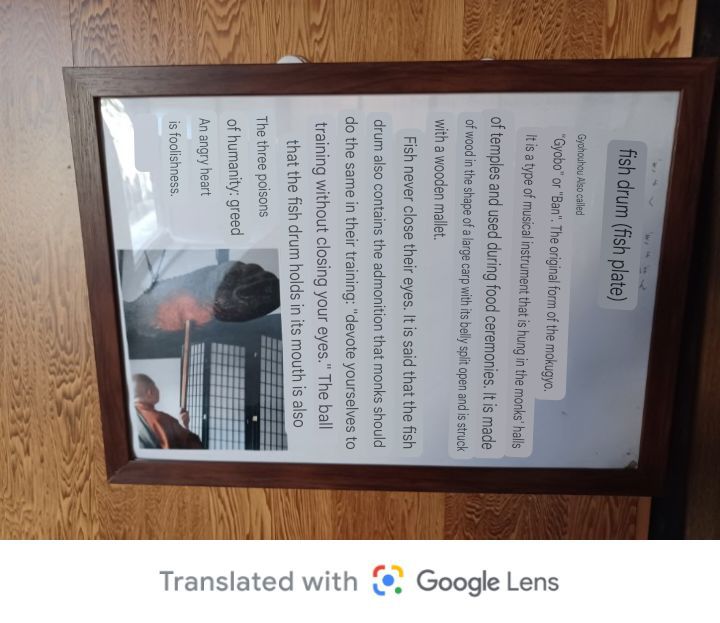 fish drum (fish plate)
Gyohouhou Also called
"Gyobo" or "Ban". The original form of the mokugyo.
It is a type of musical instrument that is hung in the monks' halls
of temples and used during food ceremonies. It is made
of wood in the shape of a large carp with its belly split open and is struck
with a wooden mallet.
Fish never close their eyes. It is said that the fish
drum also contains the admonition that monks should
do the same in their training: "devote yourselves to
training without closing your eyes." The ball
that the fish drum holds in its mouth is also
The three poisons
of humanity: greed
An angry heart
is foolishness.
Translated with Google Lens